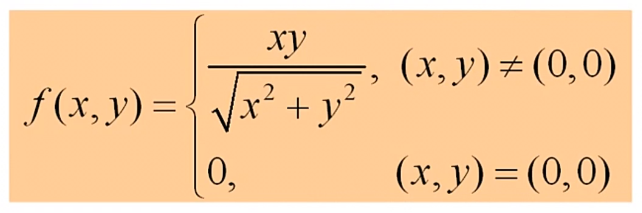 f(x, y) = { xy / √(x² + y²), (x, y) ≠ (0, 0)
0, (x, y) = (0, 0)